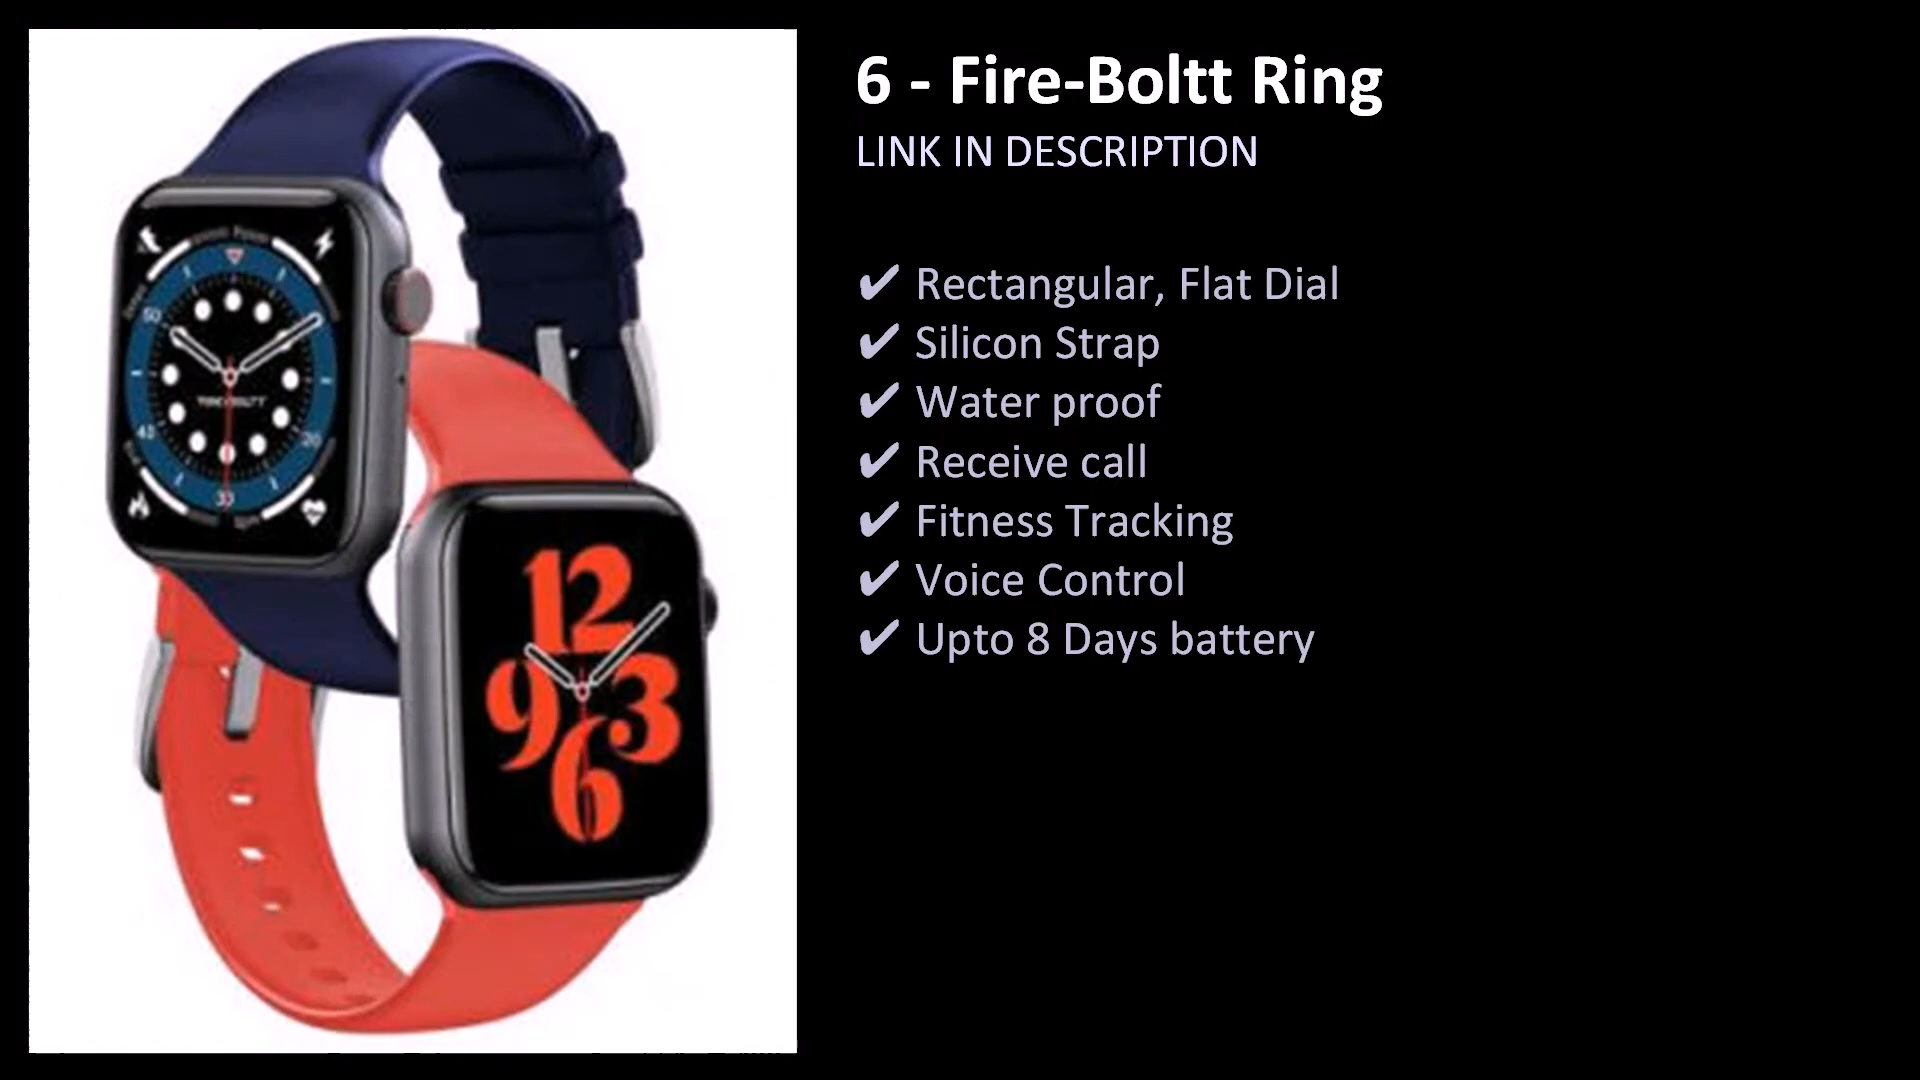 6 - Fire-Boltt Ring
LINK IN DESCRIPTION
✔ Rectangular, Flat Dial
✔ Silicon Strap
✔ Water proof
✔ Receive call
✔ Fitness Tracking
✔ Voice Control
✔ Upto 8 Days battery
12
9 3
6